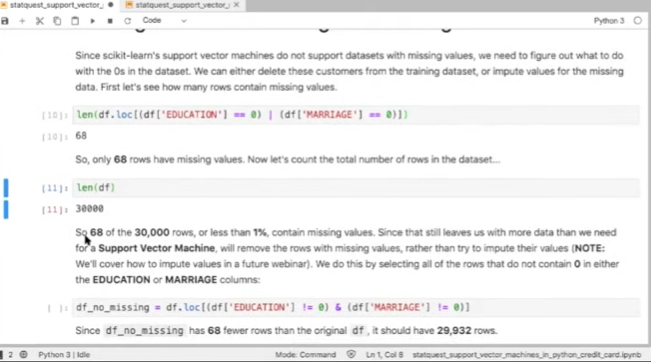 statquest_support_vector_ statquest_support_vector_
Code Python 3
Since scikit-learn's support vector machines do not support datasets with missing values, we need to figure out what to do
with the 0s in the dataset. We can either delete these customers from the training dataset, or impute values for the missing
data. First let's see how many rows contain missing values.
[10]: len(df.loc[(df['EDUCATION'] == 0) | (df['MARRIAGE'] == 0)])
[10]: 68
So, only 68 rows have missing values. Now let's count the total number of rows in the dataset...
[11]: len(df)
[11]: 30000
So 68 of the 30,000 rows, or less than 1%, contain missing values. Since that still leaves us with more data than we need
for a Support Vector Machine, will remove the rows with missing values, rather than try to impute their values (NOTE:
We'll cover how to impute values in a future webinar). We do this by selecting all of the rows that do not contain 0 in either
the EDUCATION or MARRIAGE columns:
[ ]: df_no_missing = df.loc[(df['EDUCATION'] != 0) & (df['MARRIAGE'] != 0)]
Since df_no_missing has 68 fewer rows than the original df, it should have 29,932 rows.
2 Python 3 | Idle Mode: Command Ln 1, Col 8 statquest_support_vector_machines_in_python_credit_card.ipynb